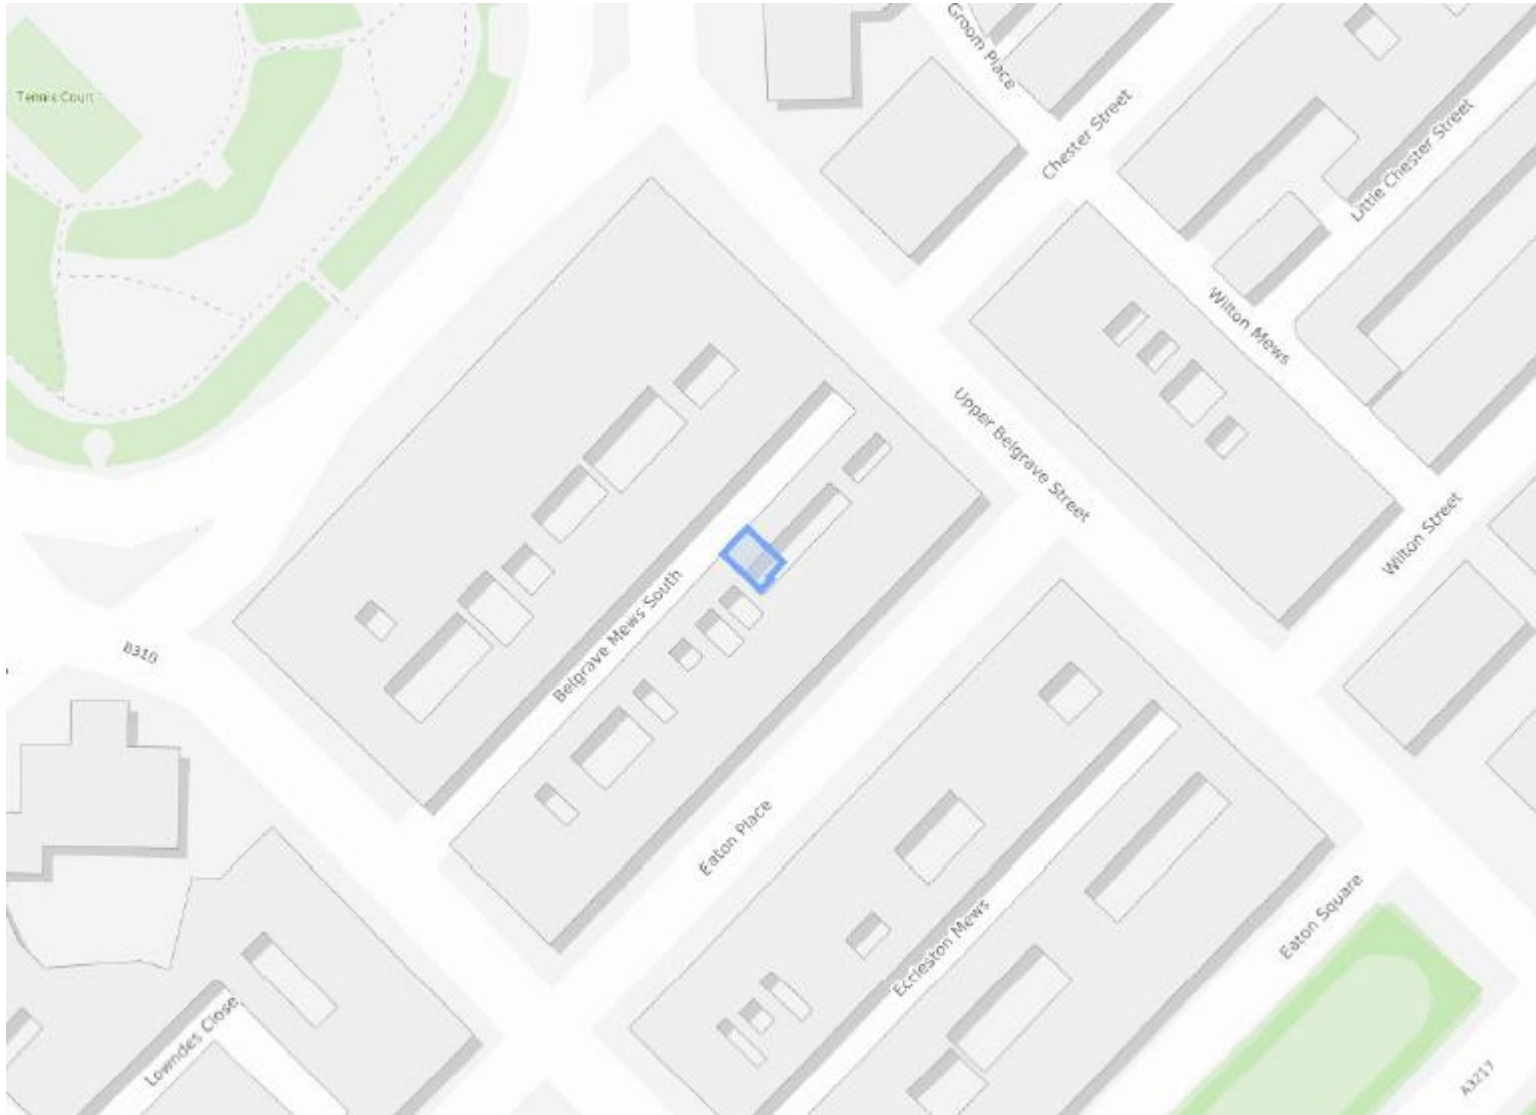 Groom Place
Tennis Court
Chester Street
Little Chester Street
Wilton Mews
Upper Belgrave Street
Wilton Street
Belgrave Mews South
B310
Eaton Place
Eccleston Mews
Eaton Square
Lowndes Close
A3217